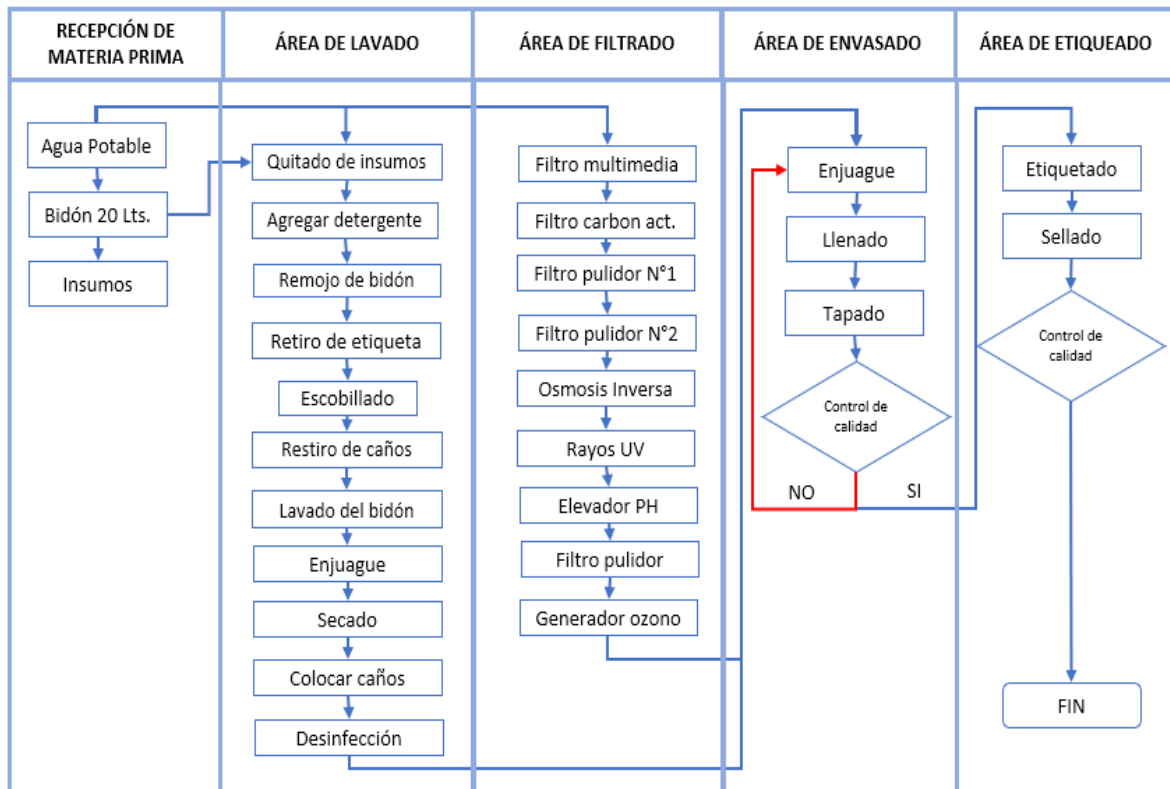 RECEPCIÓN DE
MATERIA PRIMA
ÁREA DE LAVADO
ÁREA DE FILTRADO
ÁREA DE ENVASADO
ÁREA DE ETIQUEADO
Agua Potable
Bidón 20 Lts.
Insumos
Quitado de insumos
Agregar detergente
Remojo de bidón
Retiro de etiqueta
Escobillado
Restiro de caños
Lavado del bidón
Enjuague
Secado
Colocar caños
Desinfección
Filtro multimedia
Filtro carbon act.
Filtro pulidor N°1
Filtro pulidor N°2
Osmosis Inversa
Rayos UV
Elevador PH
Filtro pulidor
Generador ozono
Enjuague
Llenado
Tapado
Control de
calidad
NO
SI
Etiquetado
Sellado
Control de
calidad
FIN